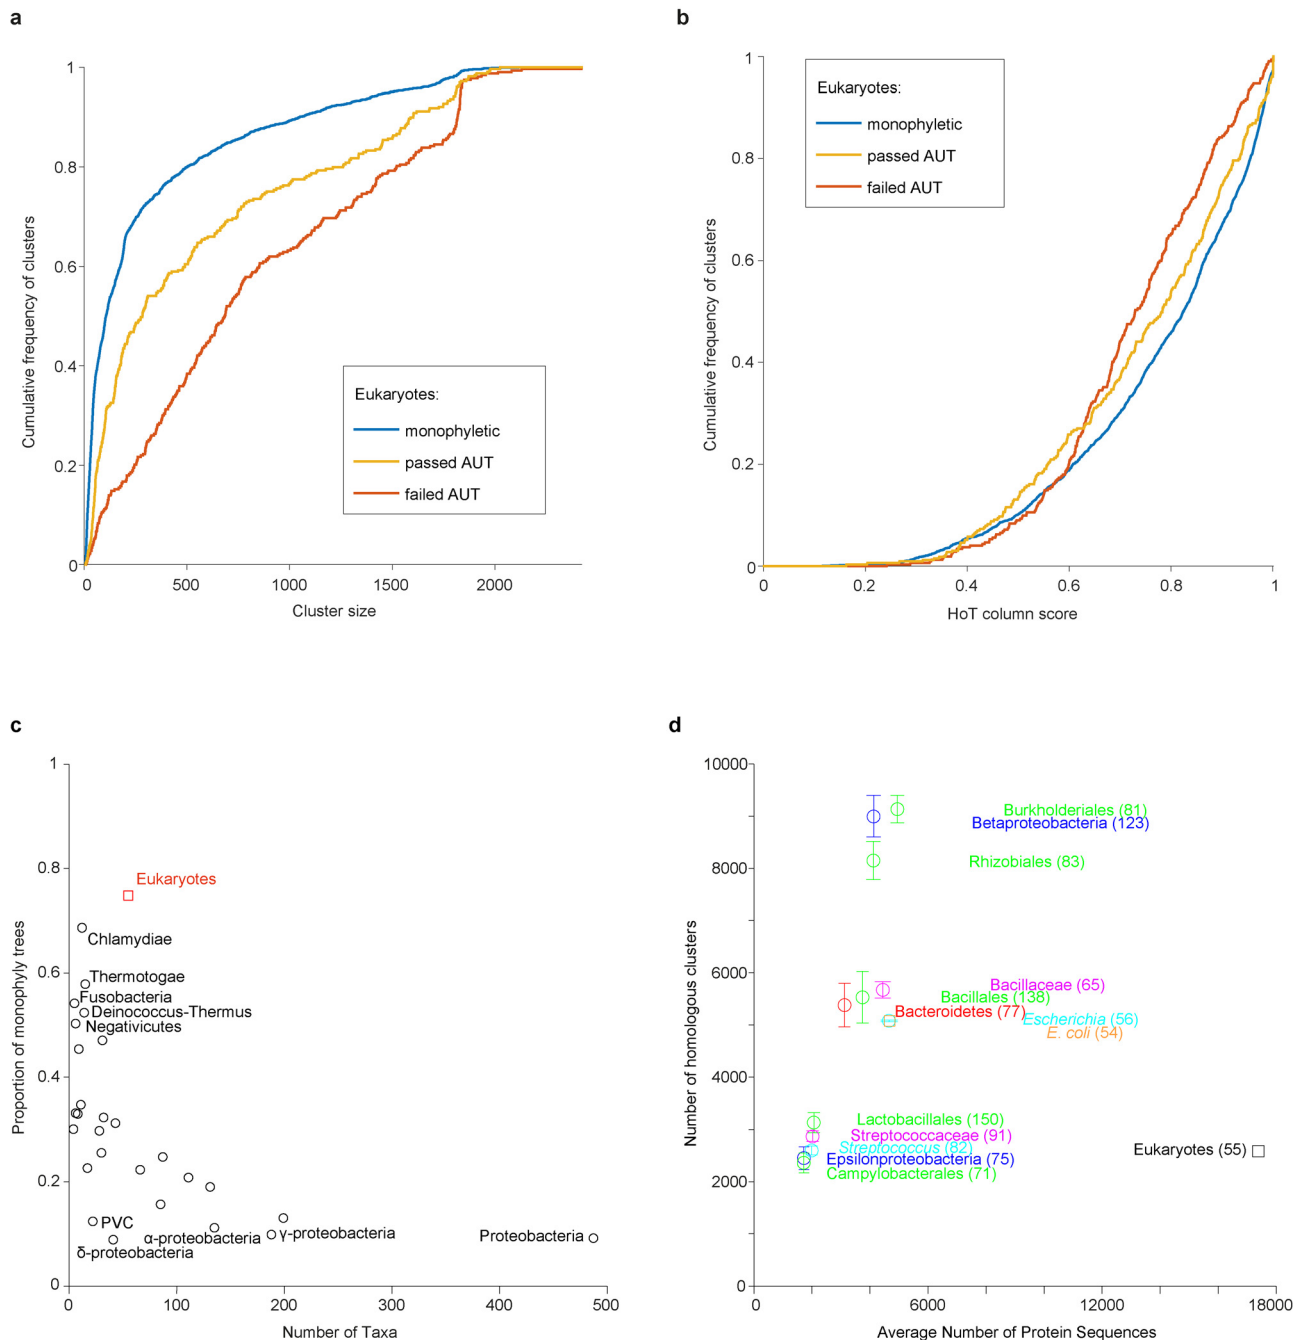 a
1
0.8
0.6
0.4
0.2
0
0
500
1000
1500
2000
Cumulative frequency of clusters
Cluster size
Eukaryotes:
monophyletic
passed AUT
failed AUT
b
1
0.8
0.6
0.4
0.2
0
0
0.2
0.4
0.6
0.8
1
Cumulative frequency of clusters
HoT column score
Eukaryotes:
monophyletic
passed AUT
failed AUT
c
1
0.8
0.6
0.4
0.2
0
0
100
200
300
400
500
Proportion of monophyly trees
Number of Taxa
Eukaryotes
Chlamydiae
Thermotogae
Fusobacteria
Deinococcus-Thermus
Negativicutes
PVC
α-proteobacteria
γ-proteobacteria
Proteobacteria
δ-proteobacteria
d
10000
8000
6000
4000
2000
0
0
6000
12000
18000
Number of homologous clusters
Average Number of Protein Sequences
Burkholderiales (81)
Betaproteobacteria (123)
Rhizobiales (83)
Bacillaceae (65)
Bacillales (138)
Bacteroidetes (77)
Escherichia (56)
E. coli (54)
Lactobacillales (150)
Streptococcaceae (91)
Streptococcus (82)
Eukaryotes (55)
Epsilonproteobacteria (75)
Campylobacterales (71)